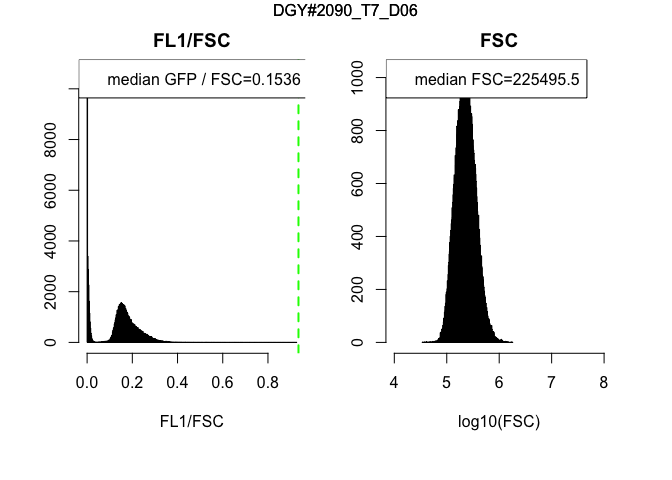 DGY#2090_T7_D06
FL1/FSC
median GFP / FSC=0.1536
0
2000
4000
6000
8000
0.0 0.2 0.4 0.6 0.8
FL1/FSC
FSC
median FSC=225495.5
0
200
400
600
800
1000
4 5 6 7 8
log10(FSC)